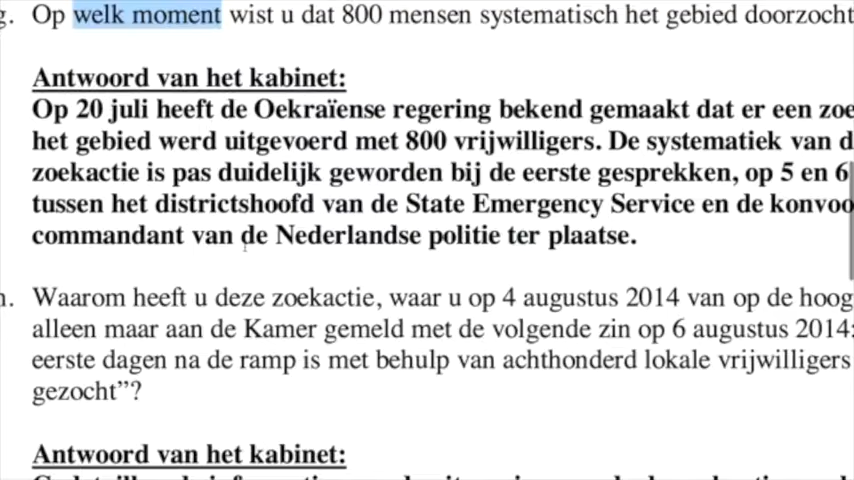 g. Op welk moment wist u dat 800 mensen systematisch het gebied doorzocht
Antwoord van het kabinet:
Op 20 juli heeft de Oekraïense regering bekend gemaakt dat er een zoe
het gebied werd uitgevoerd met 800 vrijwilligers. De systematiek van d
zoekactie is pas duidelijk geworden bij de eerste gesprekken, op 5 en 6
tussen het districtshoofd van de State Emergency Service en de konvoo
commandant van de Nederlandse politie ter plaatse.
Waarom heeft u deze zoekactie, waar u op 4 augustus 2014 van op de hoog
alleen maar aan de Kamer gemeld met de volgende zin op 6 augustus 2014:
eerste dagen na de ramp is met behulp van achthonderd lokale vrijwilligers
gezocht”?
Antwoord van het kabinet: